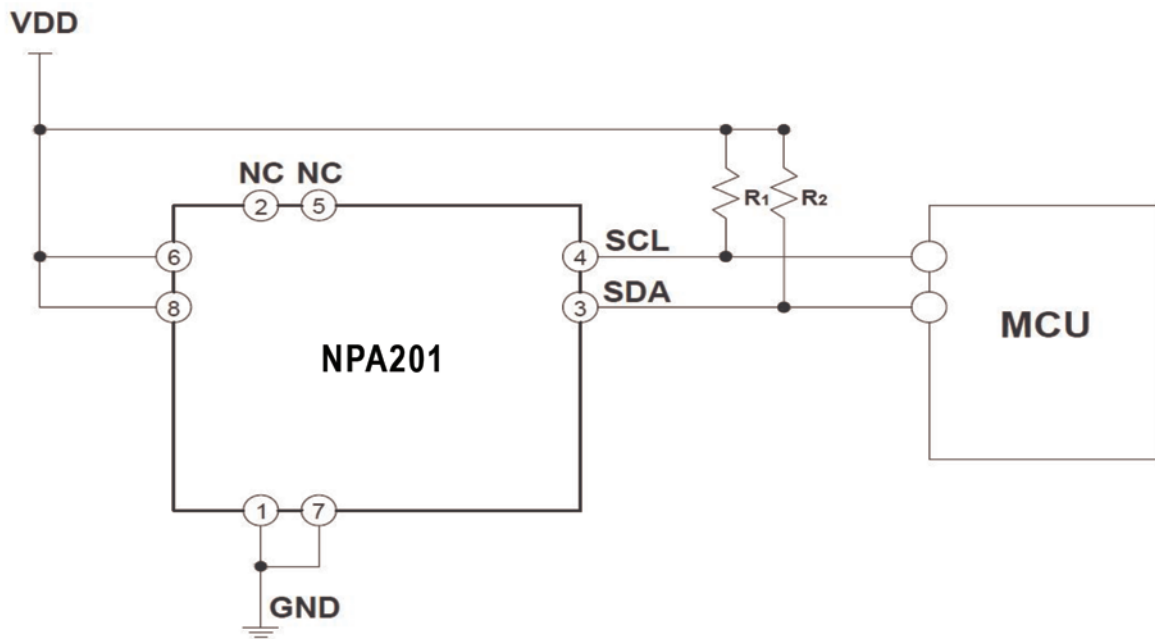 VDD
NC NC
2 5
R1 R2
6
4 SCL
8
3 SDA
NPA201
MCU
1 7
GND